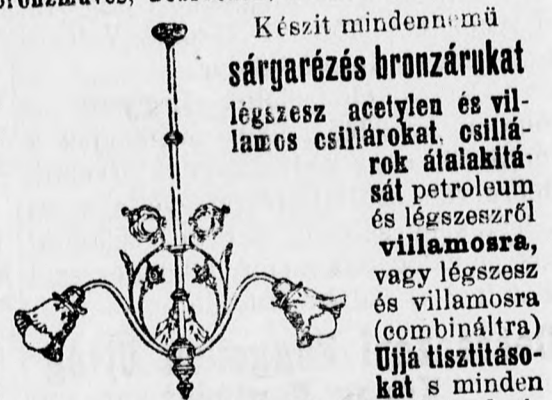 Készit mindennemü
sárgarézés bronzárukat
légszesz acetylen és vil-
lamos csillárokat, csillá-
rok átalakitá-
sát petroleum
és légszeszről
villamosra,
vagy légszesz
és villamosra
(combináltra)
Ujjá tisztitáso-
kat s minden